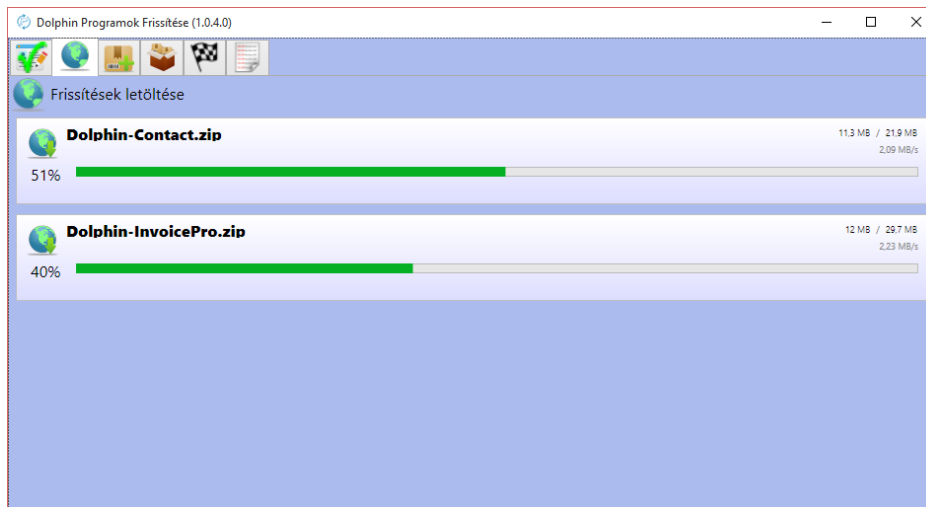 Dolphin Programok Frissítése (1.0.4.0)
Frissítések letöltése
Dolphin-Contact.zip
11,3 MB / 21,9 MB
2,09 MB/s
51%
Dolphin-InvoicePro.zip
12 MB / 29,7 MB
2,23 MB/s
40%